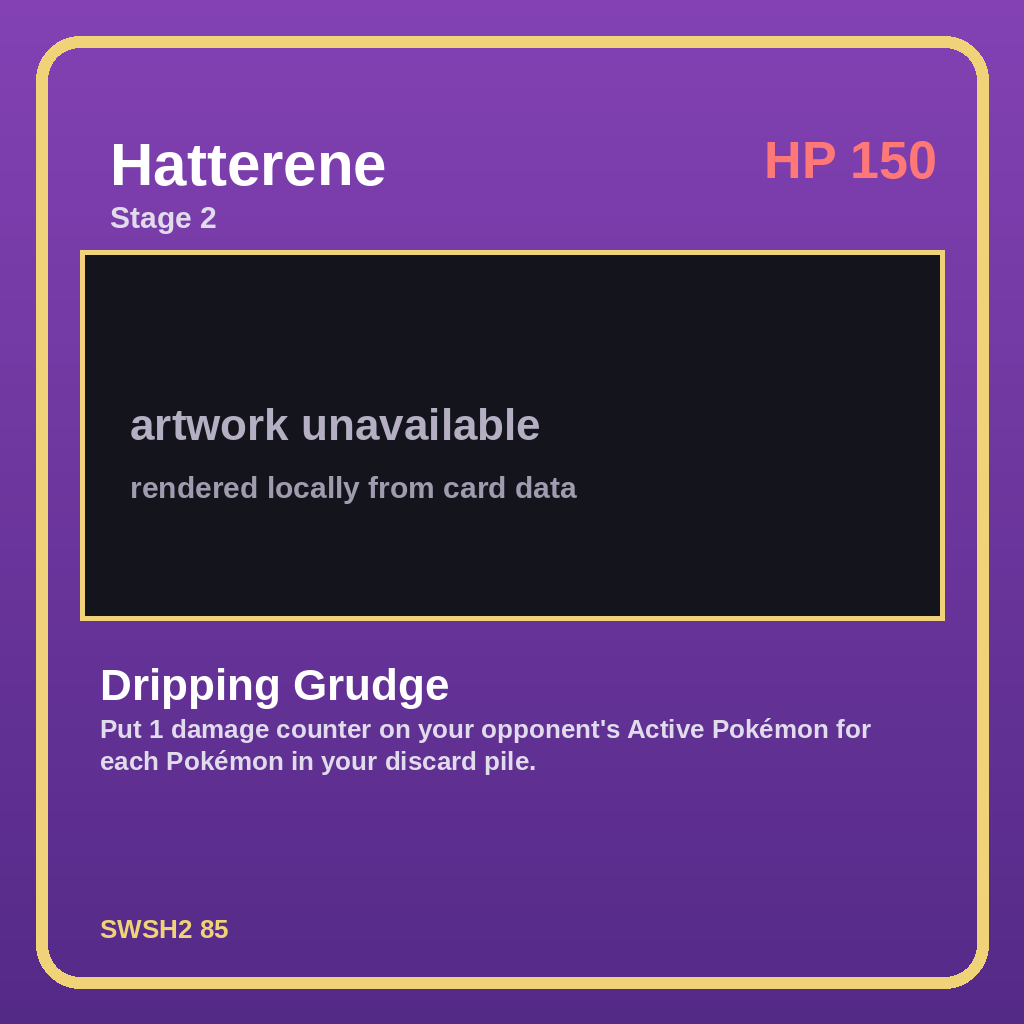 Hatterene
HP 150
Stage 2
artwork unavailable
rendered locally from card data
Dripping Grudge
Put 1 damage counter on your opponent's Active Pokémon for
each Pokémon in your discard pile.
SWSH2 85